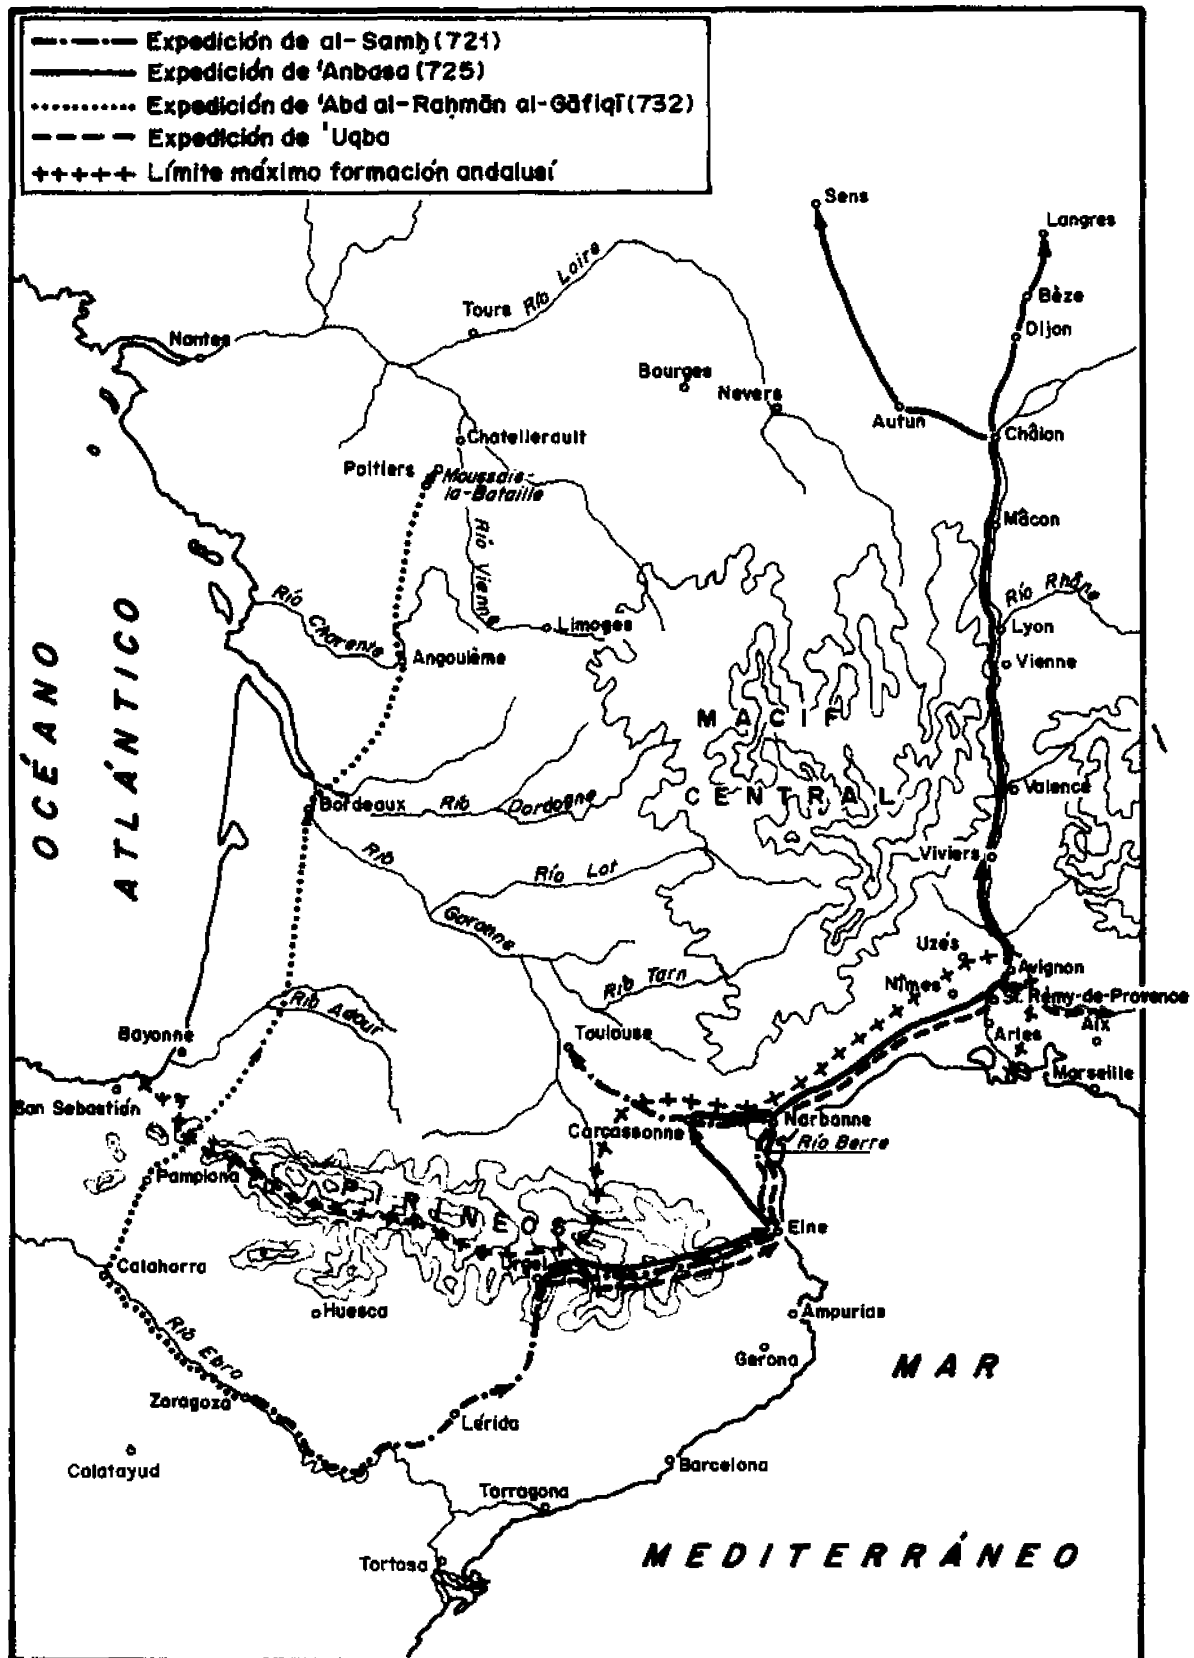 Expedición de al-Samḥ (721)
Expedición de 'Anbasa (725)
Expedición de 'Abd al-Raḥmān al-Gāfiqī (732)
Expedición de 'Uqba
Límite máximo formación andalusí
Sens
Langres
Bèze
Dijon
Río Loire
Tours
Nantes
Bourges
Nevers
Autun
Châlon
Chatellerault
Poitiers
Moussais-
la-Bataille
Mâcon
Río Vienne
Río Rhâne
Río Charente
Limoges
Lyon
Angoulême
Vienne
OCÉANO
ATLÁNTICO
MACIF
CENTRAL
Valence
Bordeaux
Río Dordogne
Río
Garonne
Río Lot
Viviers
Uzés
Avignon
Río Tarn
Nîmes
St. Rémy-de-Provence
Río Adour
Bayonne
Toulouse
Arles
Aix
Marseille
San Sebastián
Carcassonne
Narbonne
Río Berre
Pamplona
PIRINEOS
Elne
Urgel
Calahorra
Huesca
Ampurias
Río Ebro
Gerona
MAR
Zaragoza
Lérida
Calatayud
Barcelona
Tarragona
MEDITERRÁNEO
Tortosa